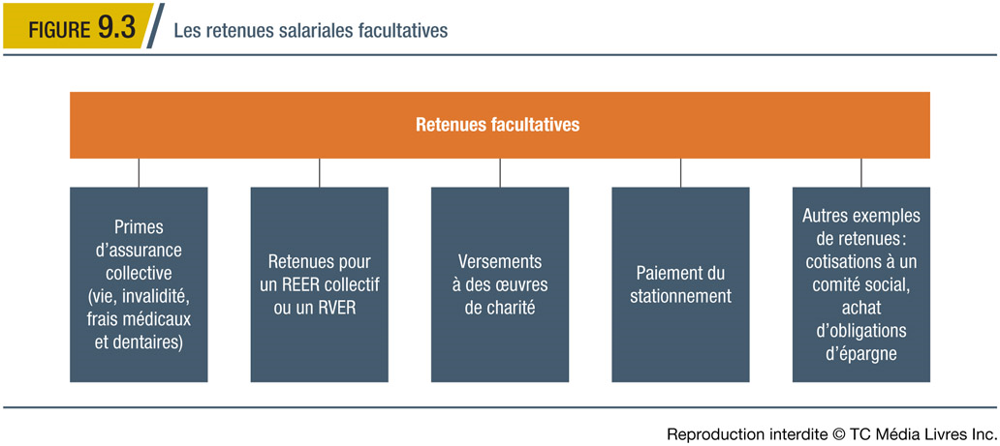 FIGURE 9.3 Les retenues salariales facultatives
Retenues facultatives
Primes
d'assurance
collective
(vie, invalidité,
frais médicaux
et dentaires)
Retenues pour
un REER collectif
ou un RVER
Versements
à des œuvres
de charité
Paiement du
stationnement
Autres exemples
de retenues :
cotisations à un
comité social,
achat
d'obligations
d'épargne
Reproduction interdite © TC Média Livres Inc.